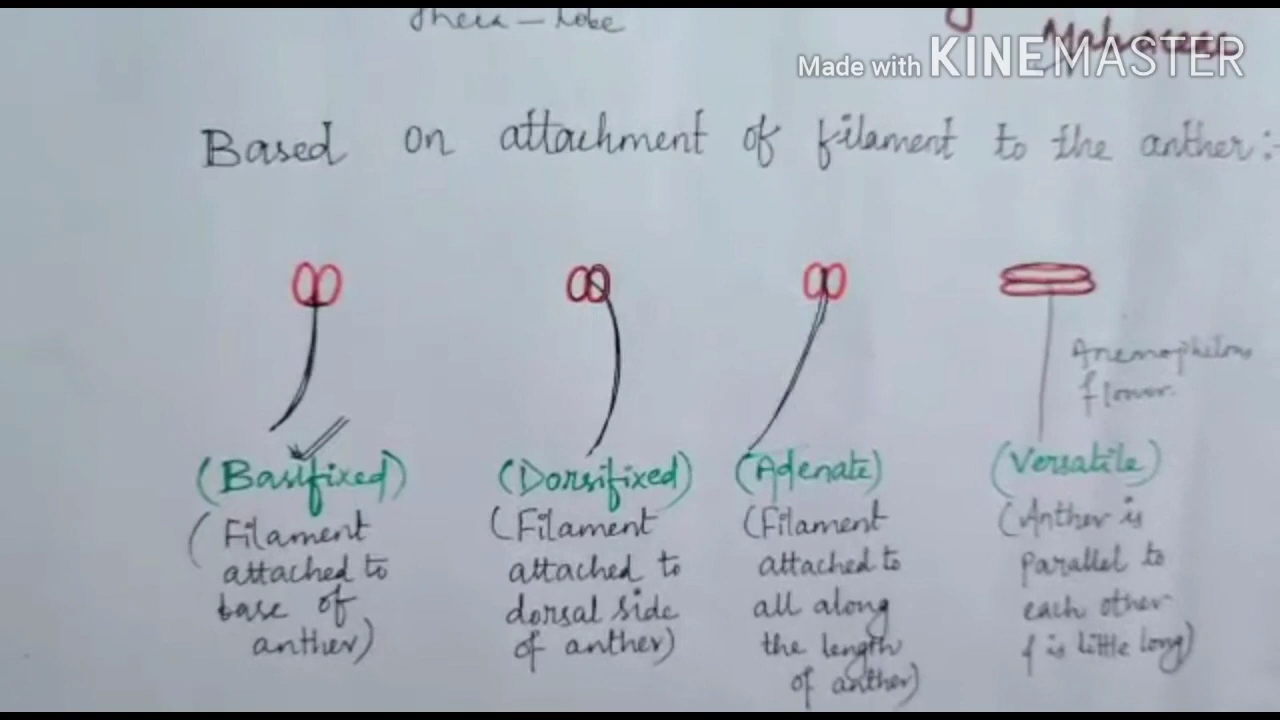 Theca - lobe
Made with KINEMASTER
Based on attachment of filament to the anther:-
Anemophilous
flower.
(Basifixed)
(Filament
attached to
base of
anther)
(Dorsifixed)
(Filament
attached to
dorsal side
of anther)
(Adenate)
(Filament
attached to
all along
the length
of anther)
(Versatile)
(Anther is
parallel to
each other
f is little long)